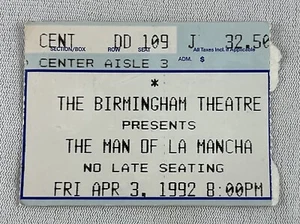 CENT DD 109 J 32.50
SECTION/BOX ROW SEAT All Taxes Incl. if Applicable
CENTER AISLE 3 ADM. $
*
THE BIRMINGHAM THEATRE
PRESENTS
THE MAN OF LA MANCHA
NO LATE SEATING
FRI APR 3, 1992 8:00PM